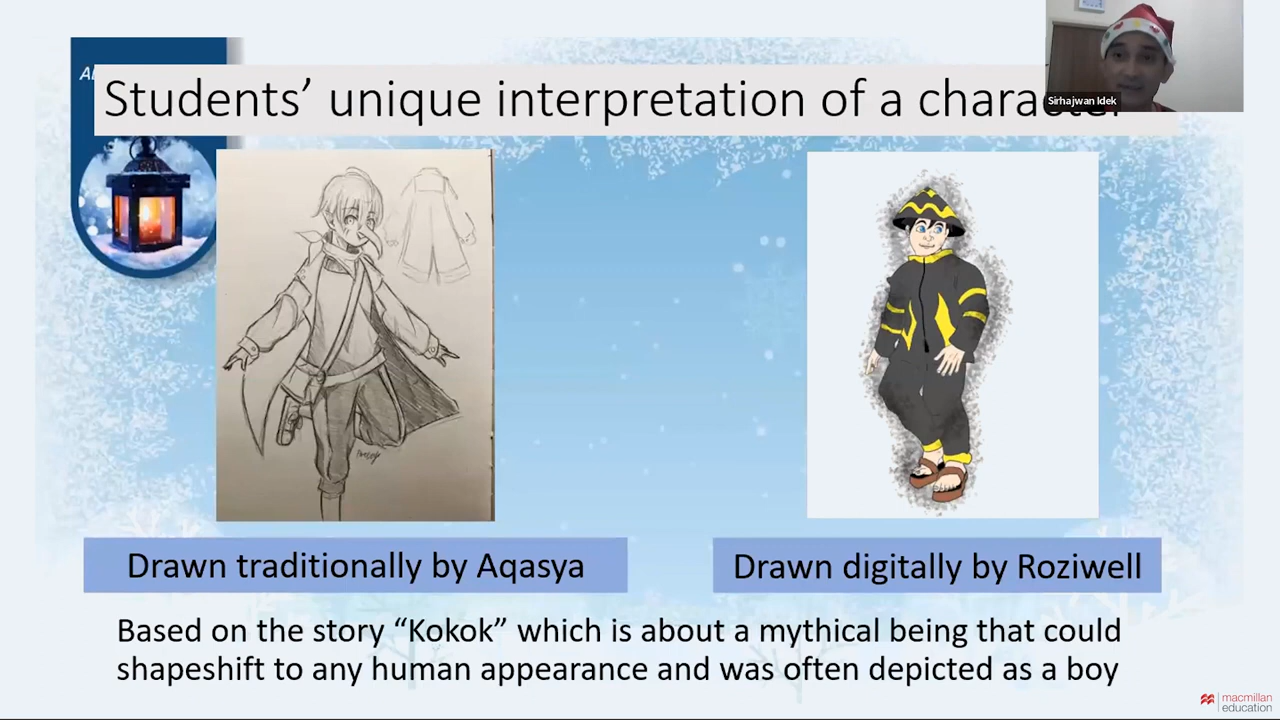 Students’ unique interpretation of a character
Sirhajwan Idek
Drawn traditionally by Aqasya
Drawn digitally by Roziwell
Based on the story “Kokok” which is about a mythical being that could
shapeshift to any human appearance and was often depicted as a boy
macmillan
education